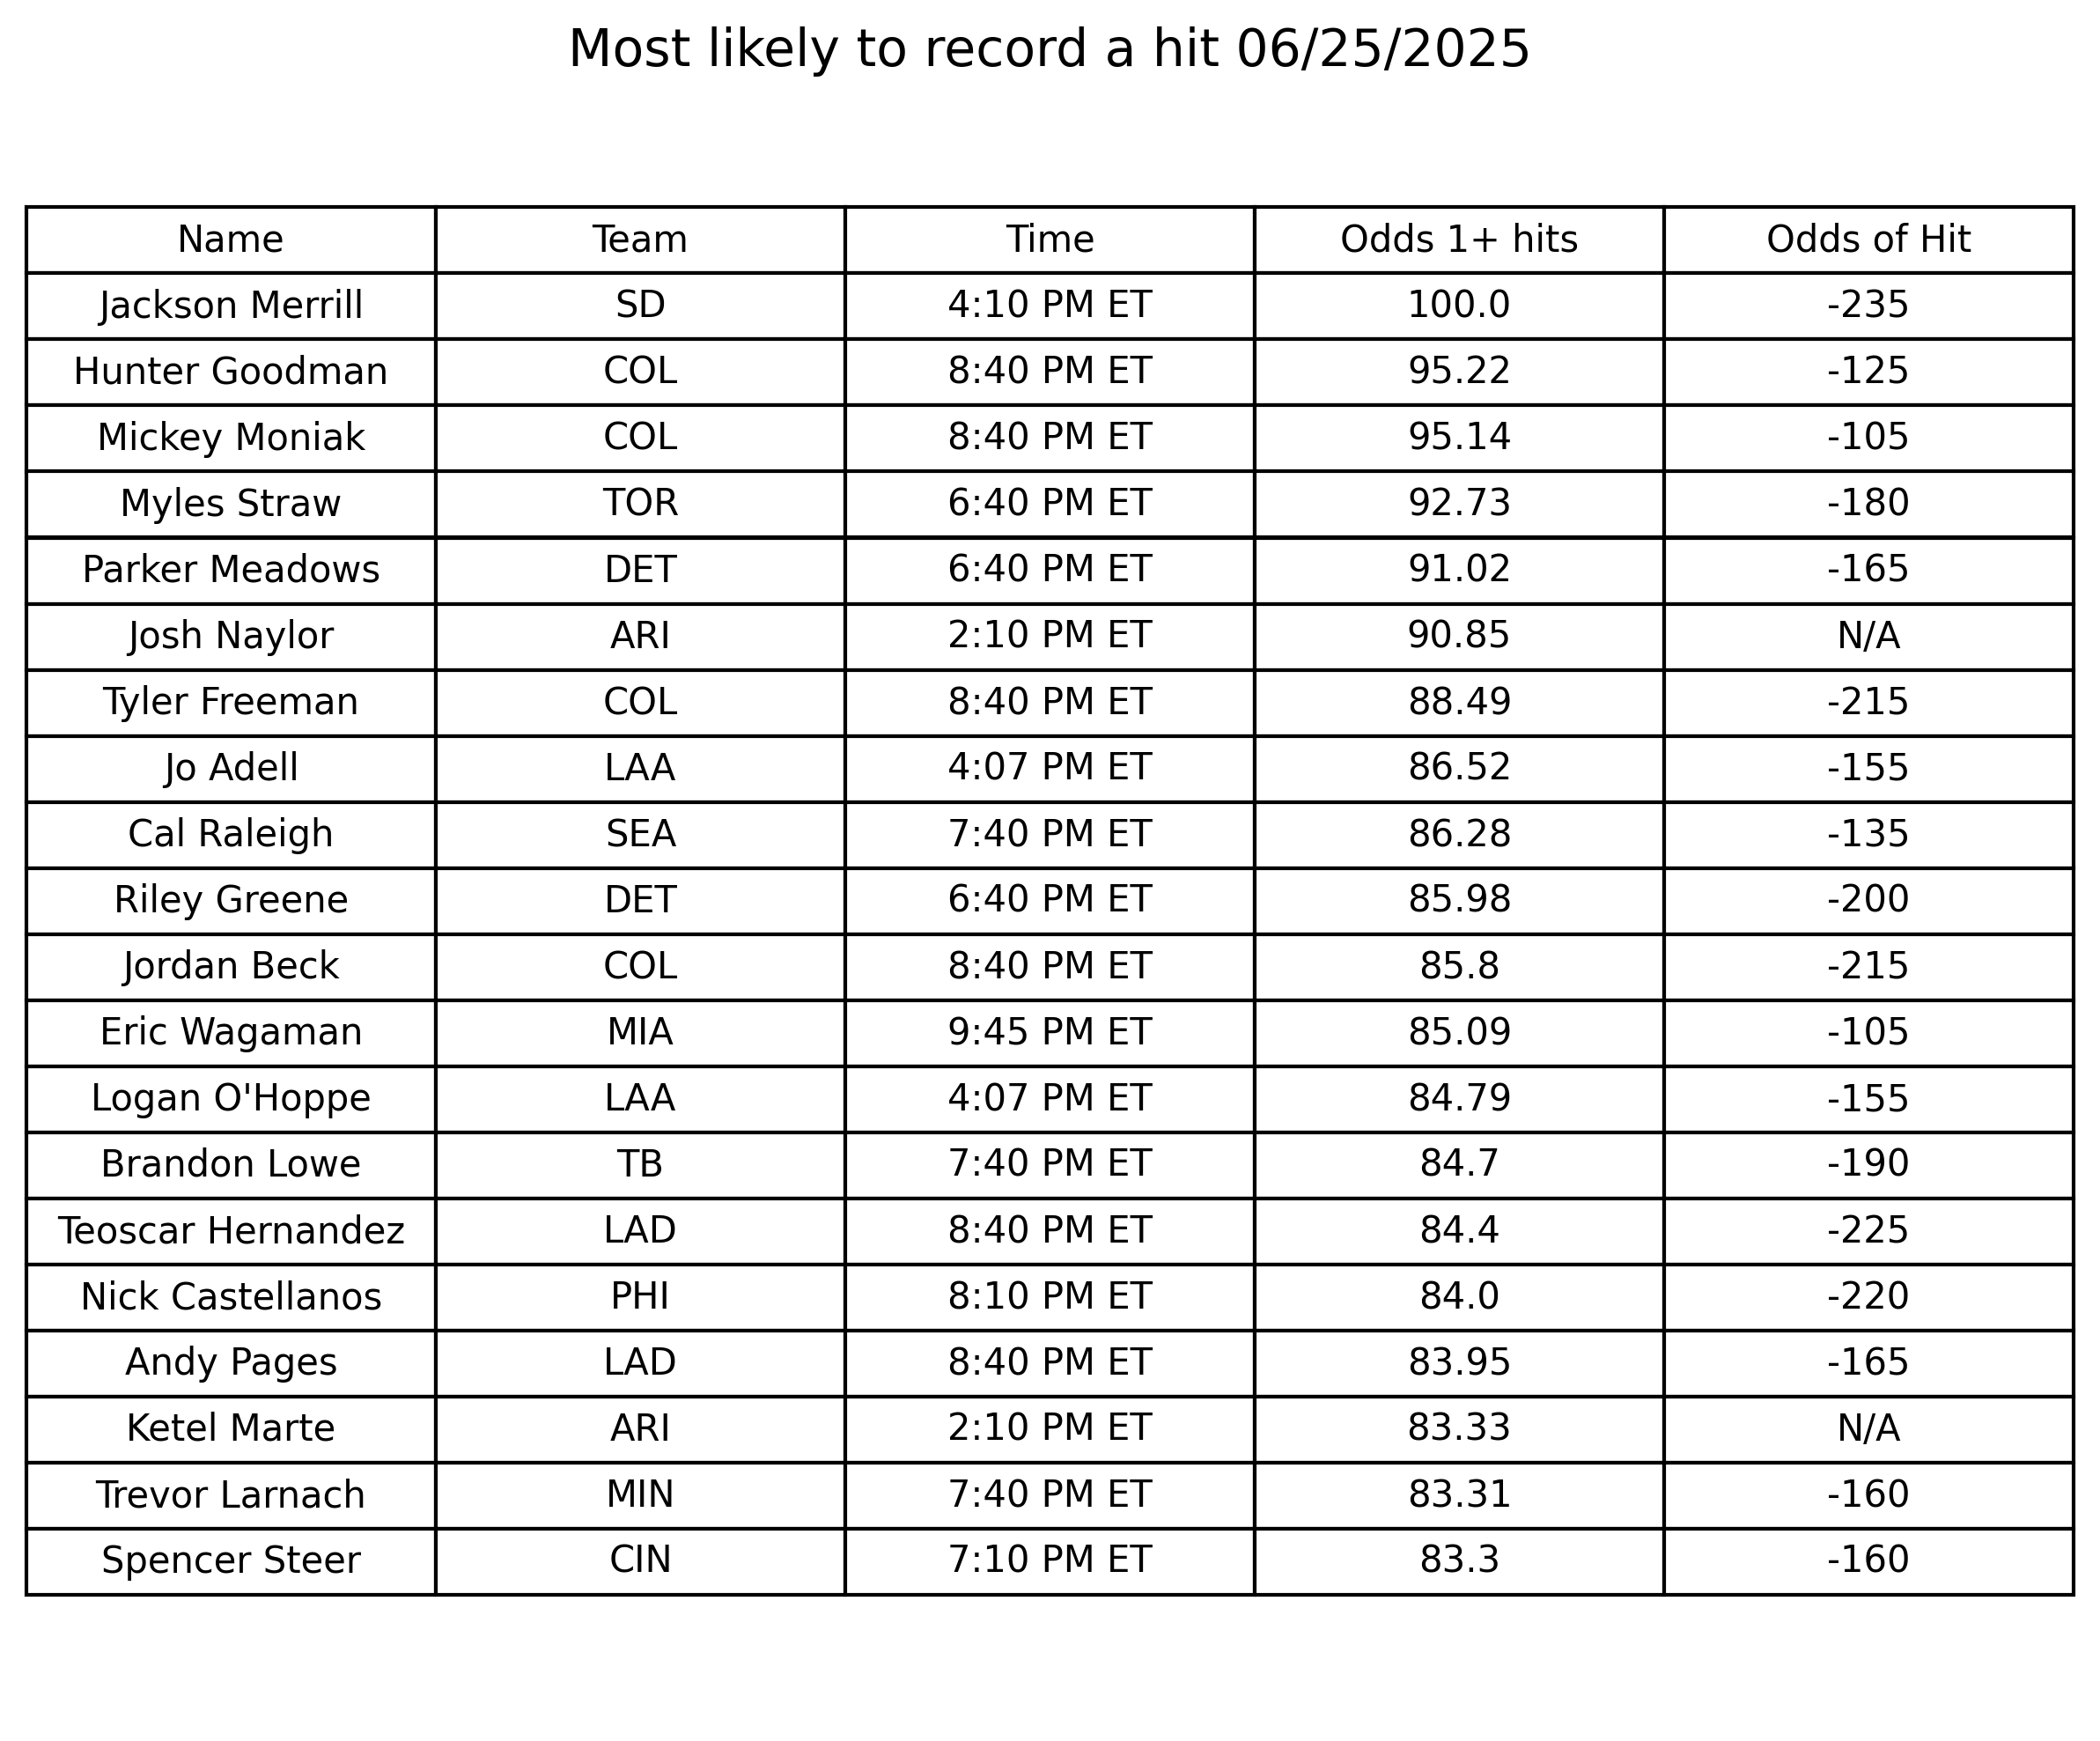 Most likely to record a hit 06/25/2025
Name Team Time Odds 1+ hits Odds of Hit
Jackson Merrill SD 4:10 PM ET 100.0 -235
Hunter Goodman COL 8:40 PM ET 95.22 -125
Mickey Moniak COL 8:40 PM ET 95.14 -105
Myles Straw TOR 6:40 PM ET 92.73 -180
Parker Meadows DET 6:40 PM ET 91.02 -165
Josh Naylor ARI 2:10 PM ET 90.85 N/A
Tyler Freeman COL 8:40 PM ET 88.49 -215
Jo Adell LAA 4:07 PM ET 86.52 -155
Cal Raleigh SEA 7:40 PM ET 86.28 -135
Riley Greene DET 6:40 PM ET 85.98 -200
Jordan Beck COL 8:40 PM ET 85.8 -215
Eric Wagaman MIA 9:45 PM ET 85.09 -105
Logan O'Hoppe LAA 4:07 PM ET 84.79 -155
Brandon Lowe TB 7:40 PM ET 84.7 -190
Teoscar Hernandez LAD 8:40 PM ET 84.4 -225
Nick Castellanos PHI 8:10 PM ET 84.0 -220
Andy Pages LAD 8:40 PM ET 83.95 -165
Ketel Marte ARI 2:10 PM ET 83.33 N/A
Trevor Larnach MIN 7:40 PM ET 83.31 -160
Spencer Steer CIN 7:10 PM ET 83.3 -160